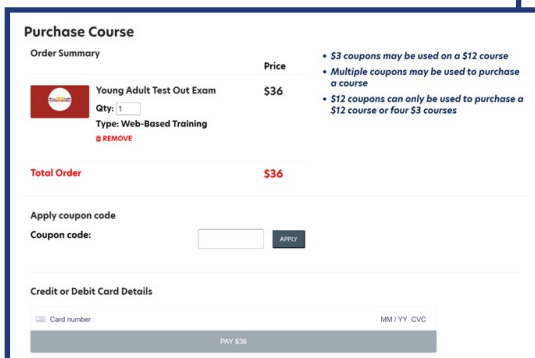 Purchase Course
Order Summary
Price
Young Adult Test Out Exam
$36
Qty: 1
Type: Web-Based Training
REMOVE
Total Order
$36
• $3 coupons may be used on a $12 course
• Multiple coupons may be used to purchase
a course
• $12 coupons can only be used to purchase a
$12 course or four $3 courses
Apply coupon code
Coupon code:
APPLY
Credit or Debit Card Details
Card number
MM / YY CVC
PAY $36